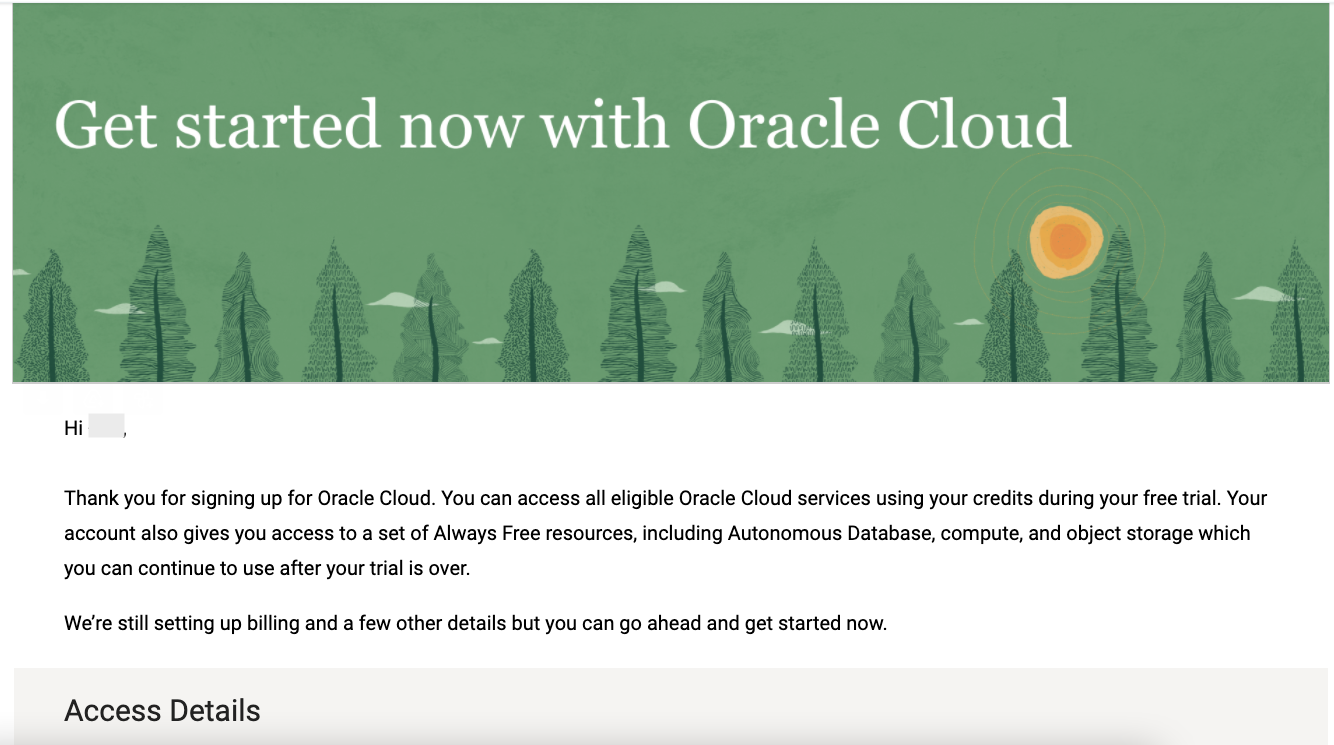 Get started now with Oracle Cloud
Hi ,
Thank you for signing up for Oracle Cloud. You can access all eligible Oracle Cloud services using your credits during your free trial. Your
account also gives you access to a set of Always Free resources, including Autonomous Database, compute, and object storage which
you can continue to use after your trial is over.
We’re still setting up billing and a few other details but you can go ahead and get started now.
Access Details